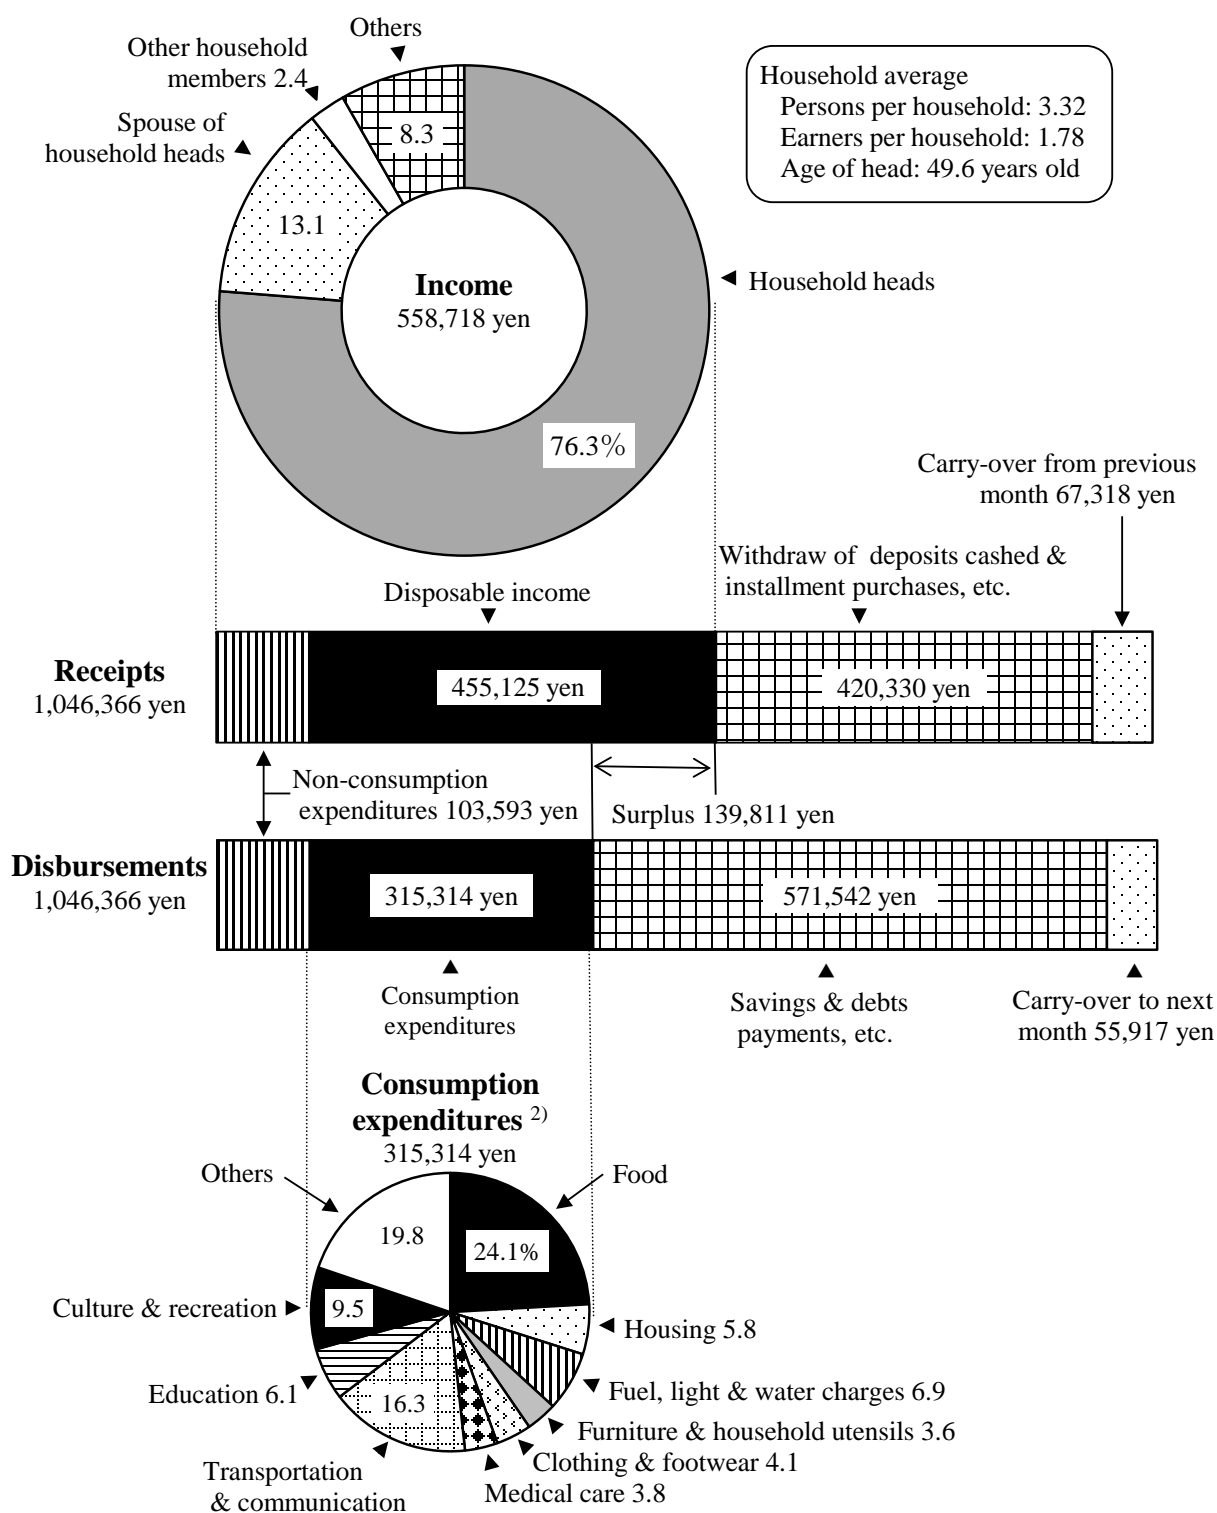 Others
Other household
members 2.4
Spouse of
household heads
8.3
13.1
Household average
Persons per household: 3.32
Earners per household: 1.78
Age of head: 49.6 years old
Income
558,718 yen
Household heads
76.3%
Carry-over from previous
month 67,318 yen
Withdraw of deposits cashed &
installment purchases, etc.
Disposable income
Receipts
1,046,366 yen
455,125 yen
420,330 yen
Non-consumption
expenditures 103,593 yen
Surplus 139,811 yen
Disbursements
1,046,366 yen
315,314 yen
571,542 yen
Consumption
expenditures
Savings & debts
payments, etc.
Carry-over to next
month 55,917 yen
Consumption
expenditures 2)
315,314 yen
Others
Food
19.8
24.1%
Culture & recreation
9.5
Housing 5.8
Education 6.1
16.3
Fuel, light & water charges 6.9
Furniture & household utensils 3.6
Clothing & footwear 4.1
Medical care 3.8
Transportation
& communication